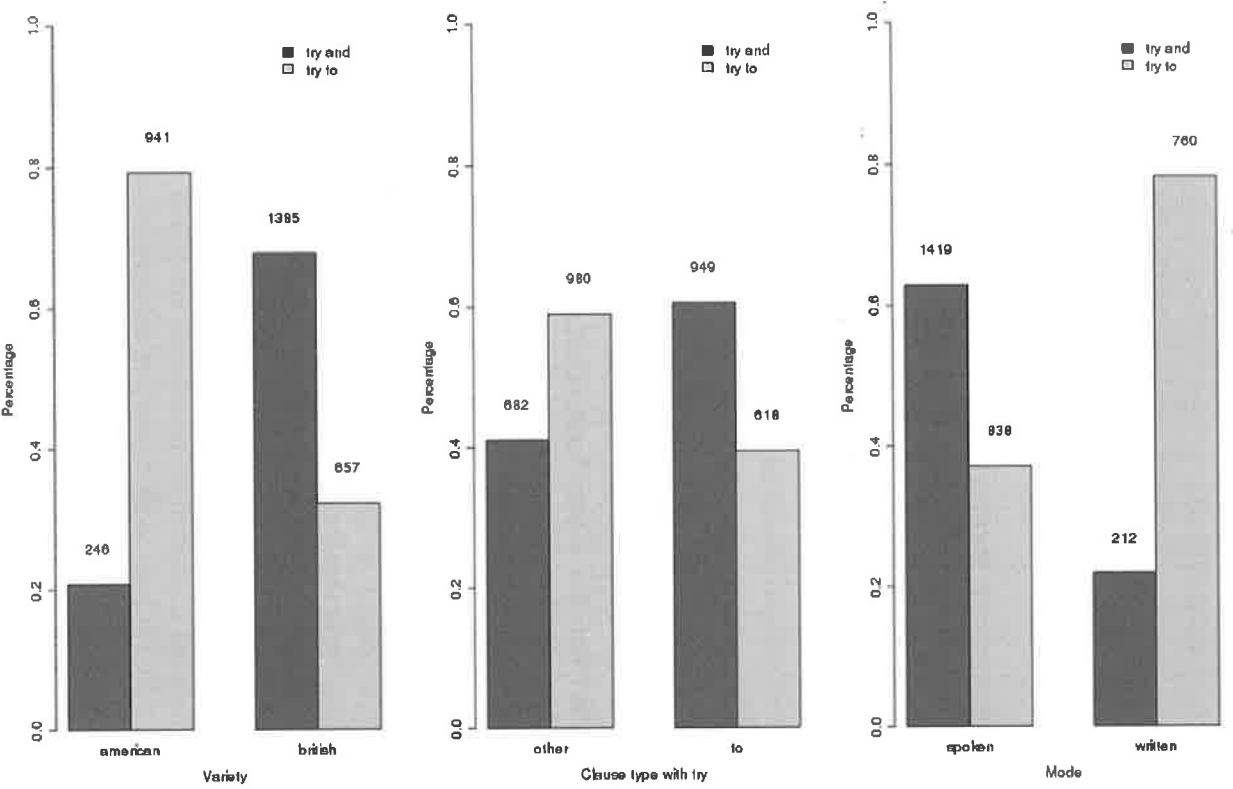 1.0
0.8
0.6
0.4
0.2
0.0
Percentage
try and
try to
941
1385
246
657
american
british
Variety
1.0
0.8
0.6
0.4
0.2
0.0
Percentage
try and
try to
980
949
682
618
other
to
Clause type with try
1.0
0.8
0.6
0.4
0.2
0.0
Percentage
try and
try to
760
1419
838
212
spoken
written
Mode